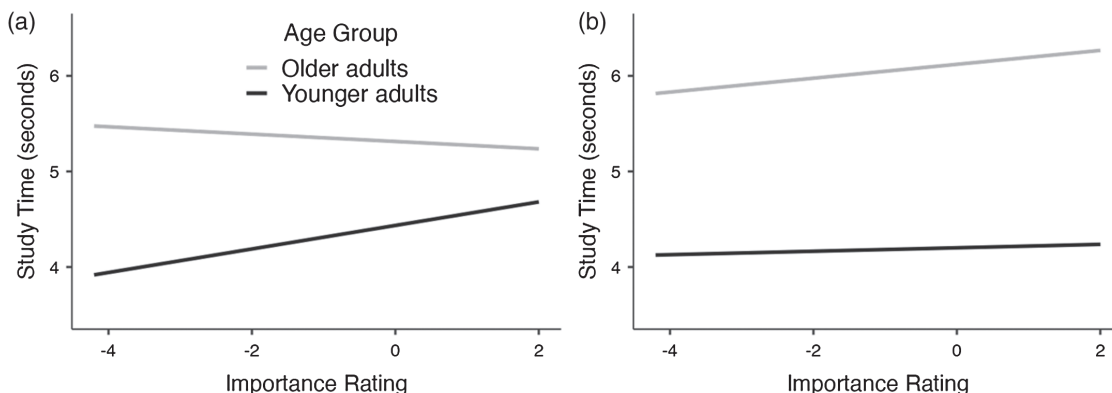 (a)
Age Group
Older adults
Younger adults
Study Time (seconds)
6
5
4
-4
-2
0
2
Importance Rating
(b)
Study Time (seconds)
6
5
4
-4
-2
0
2
Importance Rating